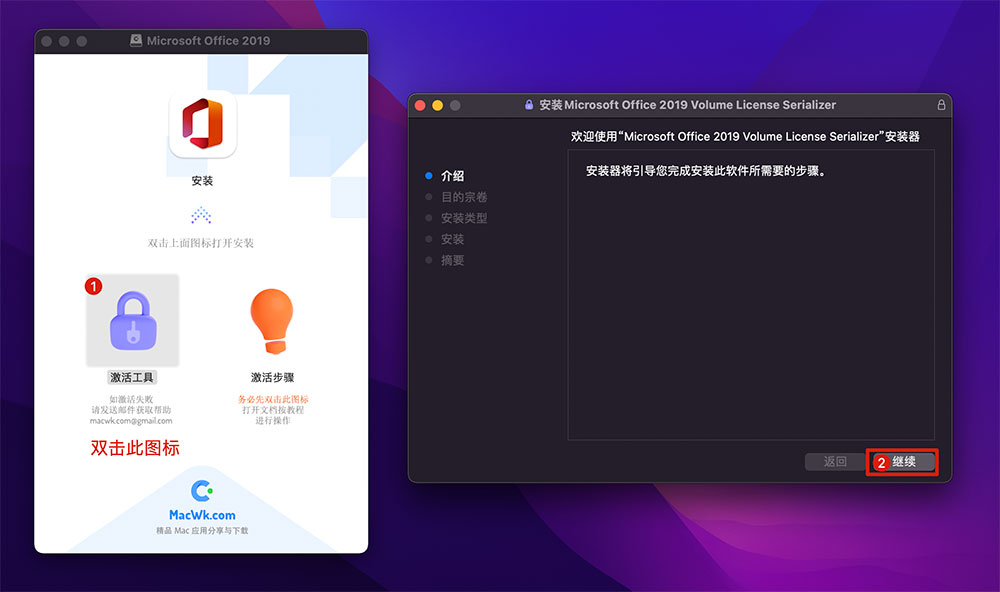 Microsoft Office 2019
安装
双击上面图标打开安装
1
激活工具
如激活失败
请发送邮件获取帮助
macwk.com@gmail.com
双击此图标
激活步骤
务必先双击此图标
打开文档按教程
进行操作
MacWk.com
精品 Mac 应用分享与下载
安装Microsoft Office 2019 Volume License Serializer
欢迎使用“Microsoft Office 2019 Volume License Serializer”安装器
介绍
目的宗卷
安装类型
安装
摘要
安装器将引导您完成安装此软件所需要的步骤。
返回
2 继续